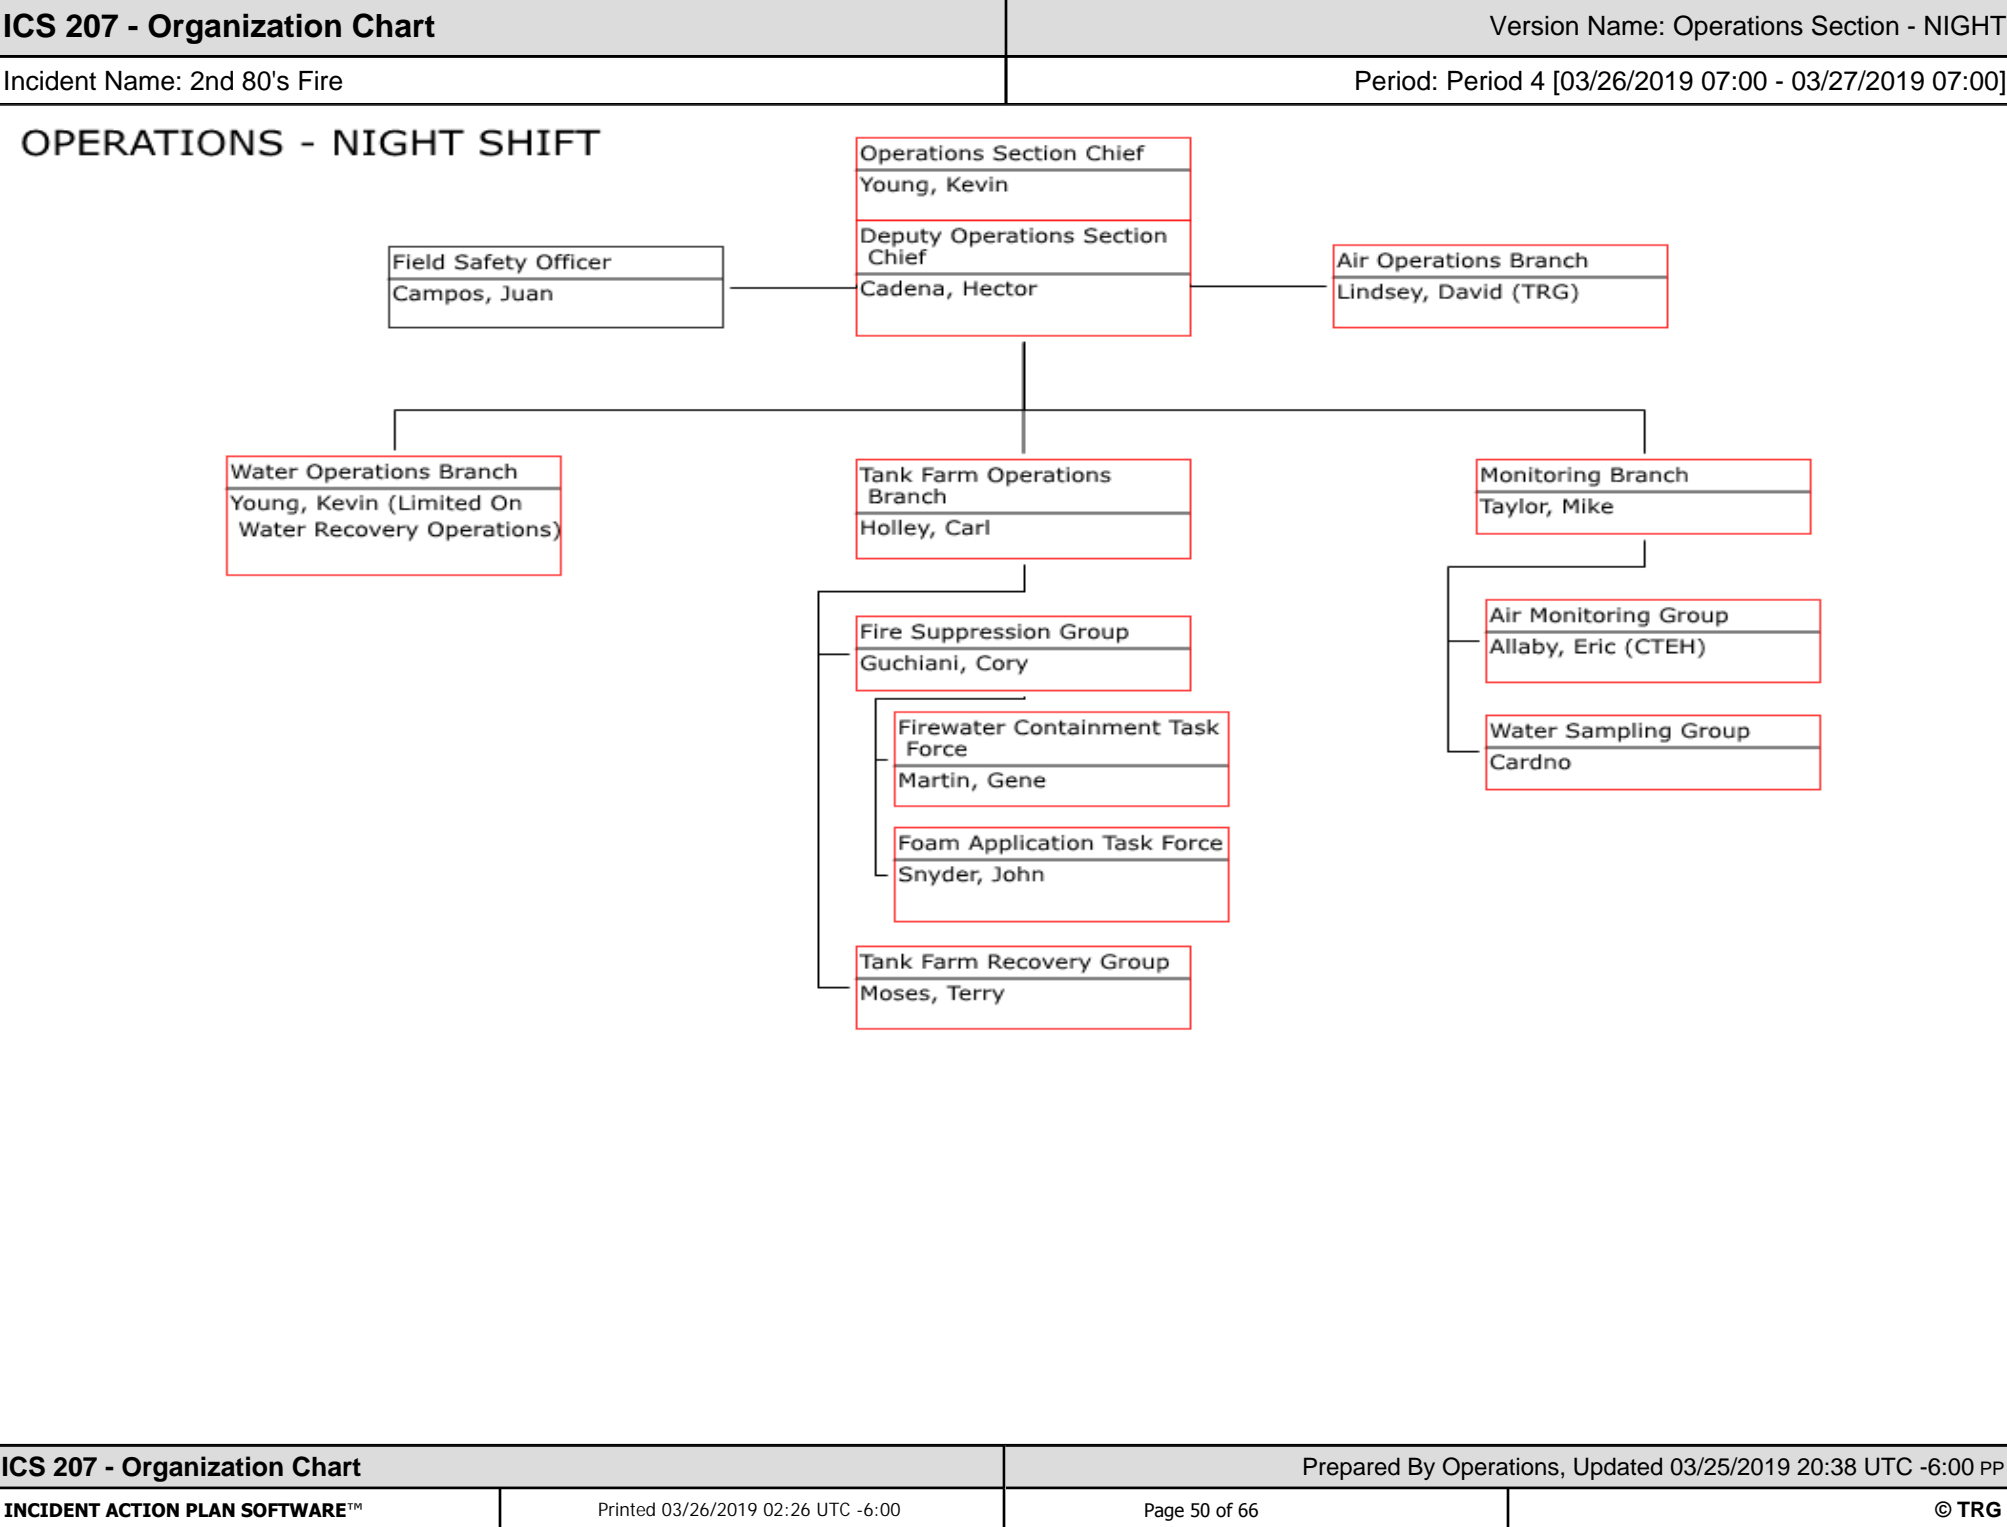 ICS 207 - Organization Chart
Version Name: Operations Section - NIGHT
Incident Name: 2nd 80's Fire
Period: Period 4 [03/26/2019 07:00 - 03/27/2019 07:00]
OPERATIONS - NIGHT SHIFT
Operations Section Chief
Young, Kevin
Deputy Operations Section
Chief
Cadena, Hector
Field Safety Officer
Campos, Juan
Air Operations Branch
Lindsey, David (TRG)
Water Operations Branch
Young, Kevin (Limited On
Water Recovery Operations)
Tank Farm Operations
Branch
Holley, Carl
Fire Suppression Group
Guchiani, Cory
Firewater Containment Task
Force
Martin, Gene
Foam Application Task Force
Snyder, John
Tank Farm Recovery Group
Moses, Terry
Monitoring Branch
Taylor, Mike
Air Monitoring Group
Allaby, Eric (CTEH)
Water Sampling Group
Cardno
ICS 207 - Organization Chart
Prepared By Operations, Updated 03/25/2019 20:38 UTC -6:00 PP
INCIDENT ACTION PLAN SOFTWARE™
Printed 03/26/2019 02:26 UTC -6:00
Page 50 of 66
© TRG